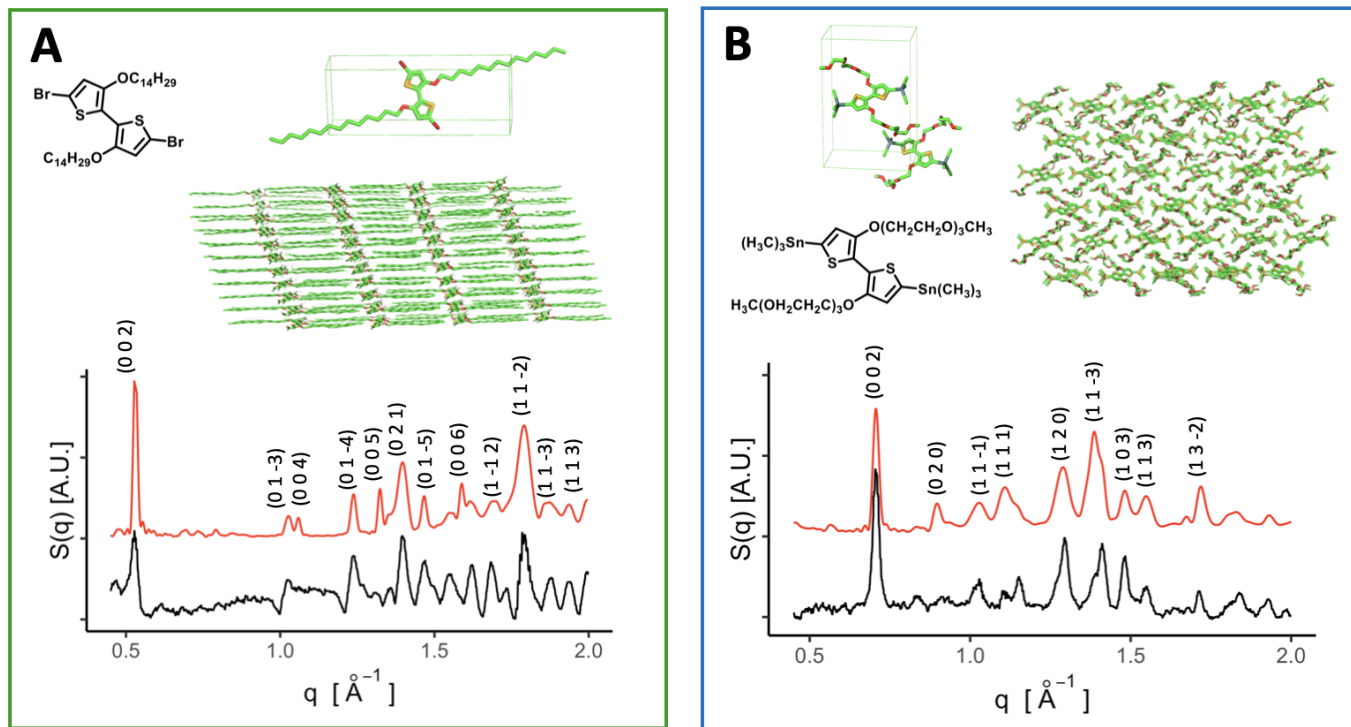 A
OC14H29
Br
S
S
Br
C14H29O
(0 0 2)
(0 1 -3)
(0 0 4)
(0 1 -4)
(0 0 5)
(0 2 1)
(0 1 -5)
(0 0 6)
(1 -1 2)
(1 1 -2)
(1 1 -3)
(1 1 3)
S(q) [A.U.]
0.5 1.0 1.5 2.0
q [Å−1]
B
O(CH2CH2O)3CH3
(H3C)3Sn
S
S
Sn(CH3)3
H3C(OH2CH2C)3O
(0 0 2)
(0 2 0)
(1 1 -1)
(1 1 1)
(1 2 0)
(1 1 -3)
(1 0 3)
(1 1 3)
(1 3 -2)
S(q) [A.U.]
0.5 1.0 1.5 2.0
q [Å−1]